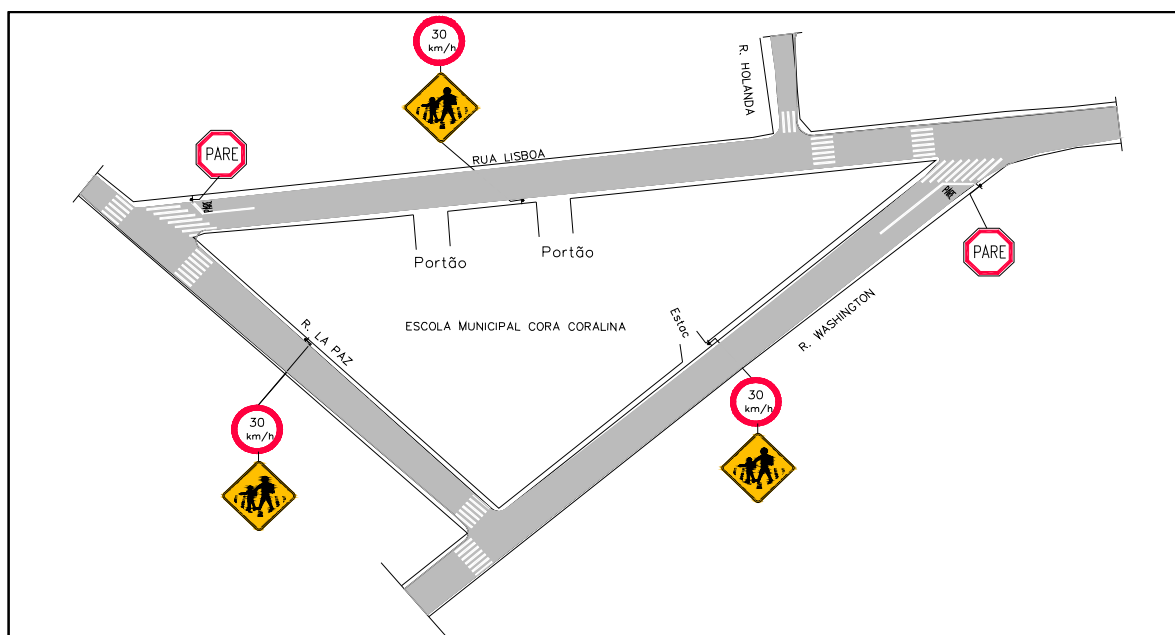 30
km/h
R. HOLANDA
PARE
RUA LISBOA
PARE
PARE
Portão
Portão
PARE
ESCOLA MUNICIPAL CORA CORALINA
Estac
R. WASHINGTON
R. LA PAZ
30
km/h
30
km/h